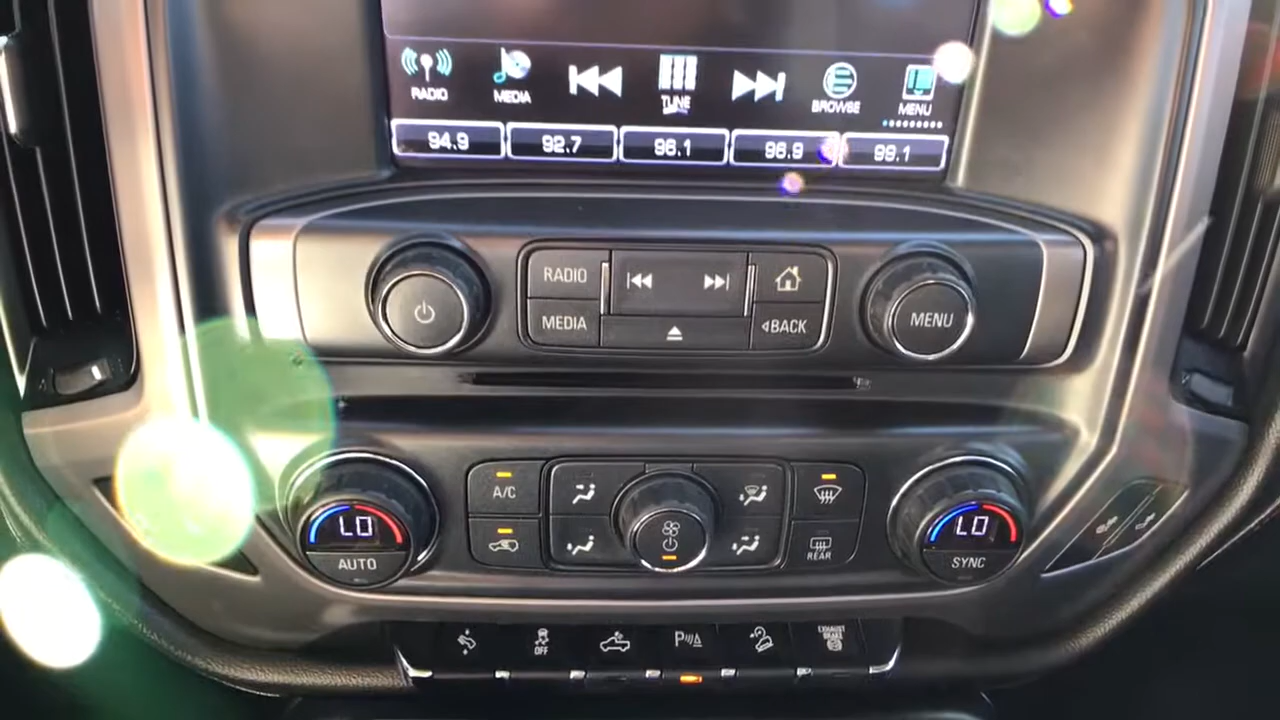 RADIO MEDIA TUNE BROWSE MENU
94.9 92.7 96.1 96.9 99.1
RADIO
MEDIA BACK MENU
A/C
LO LO
AUTO REAR SYNC
OFF P EXHAUST
BRAKE